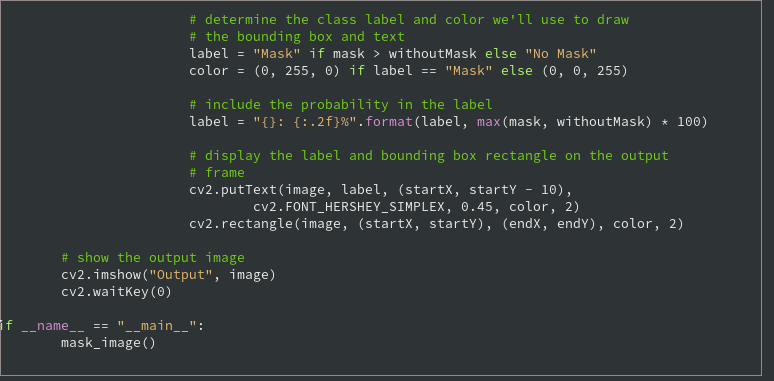 # determine the class label and color we'll use to draw
# the bounding box and text
label = "Mask" if mask > withoutMask else "No Mask"
color = (0, 255, 0) if label == "Mask" else (0, 0, 255)
# include the probability in the label
label = "{}: {:.2f}%".format(label, max(mask, withoutMask) * 100)
# display the label and bounding box rectangle on the output
# frame
cv2.putText(image, label, (startX, startY - 10),
cv2.FONT_HERSHEY_SIMPLEX, 0.45, color, 2)
cv2.rectangle(image, (startX, startY), (endX, endY), color, 2)
# show the output image
cv2.imshow("Output", image)
cv2.waitKey(0)
if __name__ == "__main__":
mask_image()